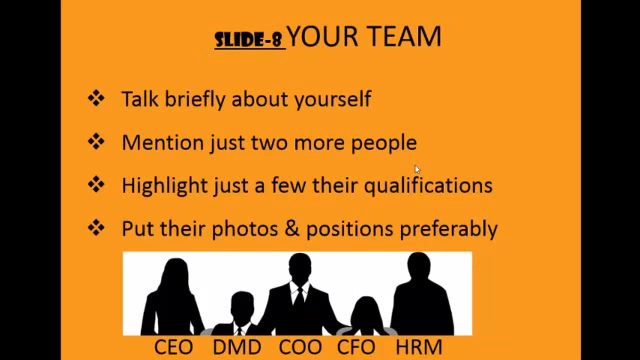 SLIDE-8 YOUR TEAM
❖ Talk briefly about yourself
❖ Mention just two more people
❖ Highlight just a few their qualifications
❖ Put their photos & positions preferably
CEO DMD COO CFO HRM